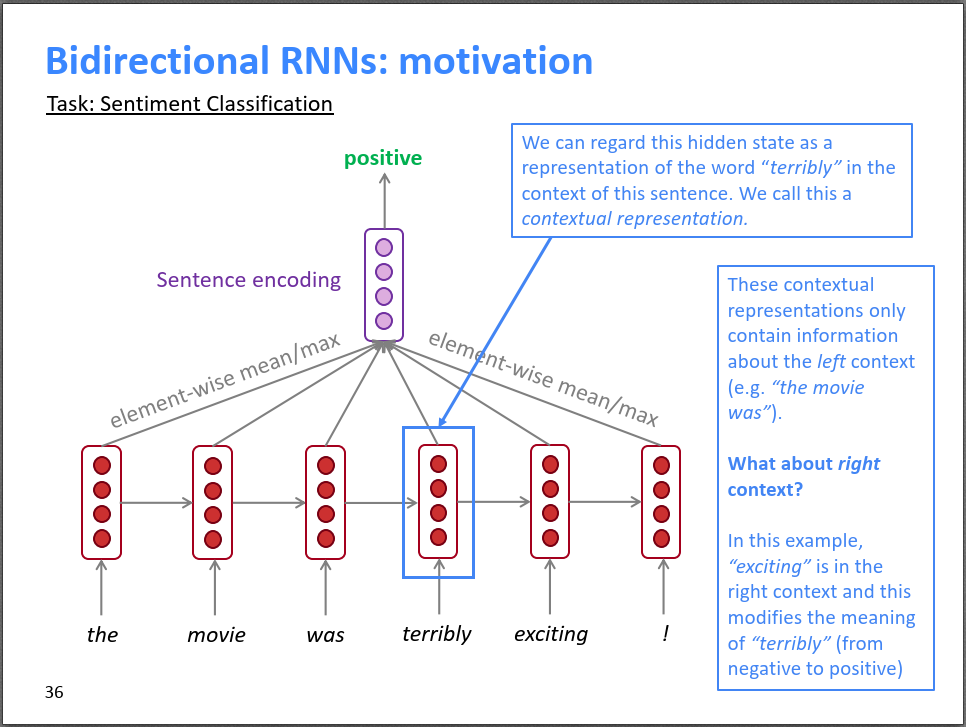 Bidirectional RNNs: motivation
Task: Sentiment Classification
We can regard this hidden state as a
representation of the word “terribly” in the
context of this sentence. We call this a
contextual representation.
positive
Sentence encoding
element-wise mean/max
element-wise mean/max
These contextual
representations only
contain information
about the left context
(e.g. “the movie
was”).
What about right
context?
In this example,
“exciting” is in the
right context and this
modifies the meaning
of “terribly” (from
negative to positive)
the movie was terribly exciting !
36